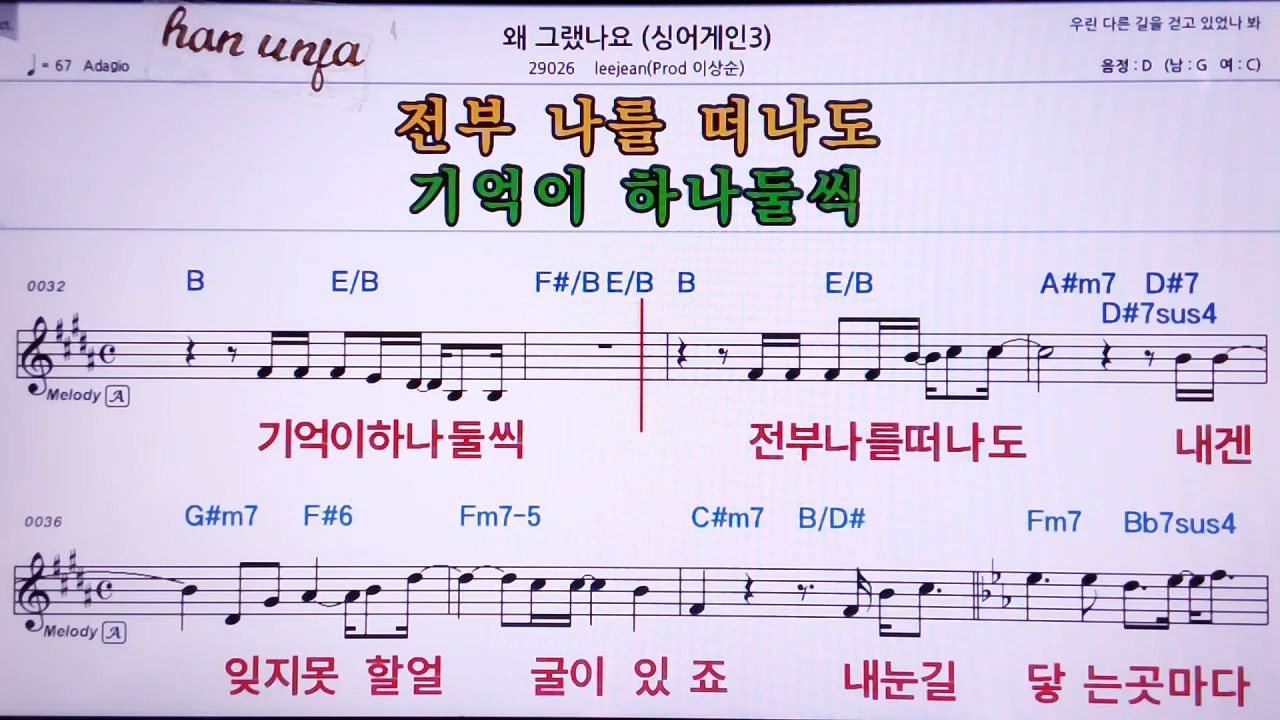 han unfa
왜 그랬나요 (싱어게인3)
우린 다른 길을 걷고 있었나 봐
♩= 67 Adagio
29026 leejean(Prod 이상순)
음정 : D (남 : G 여 : C)
전부 나를 떠나도
기억이 하나둘씩
0032
B E/B F#/B E/B B E/B A#m7 D#7
D#7sus4
Melody A
기억이하나둘씩 전부나를떠나도 내겐
0036
G#m7 F#6 Fm7-5 C#m7 B/D# Fm7 Bb7sus4
Melody A
잊지못 할얼 굴이 있 죠 내눈길 닿 는곳마다